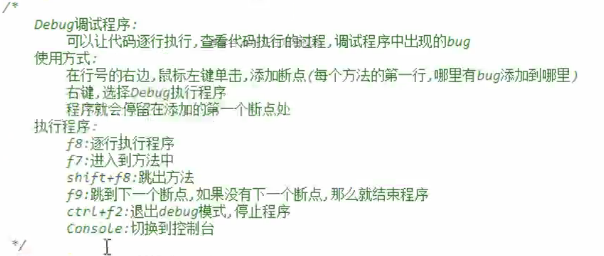 /*
Debug调试程序:
可以让代码逐行执行,查看代码执行的过程,调试程序中出现的bug
使用方式:
在行号的右边,鼠标左键单击,添加断点(每个方法的第一行,哪里有bug添加到哪里)
右键,选择Debug执行程序
程序就会停留在添加的第一个断点处
执行程序:
f8:逐行执行程序
f7:进入到方法中
shift+f8:跳出方法
f9:跳到下一个断点,如果没有下一个断点,那么就结束程序
ctrl+f2:退出debug模式,停止程序
Console:切换到控制台
*/